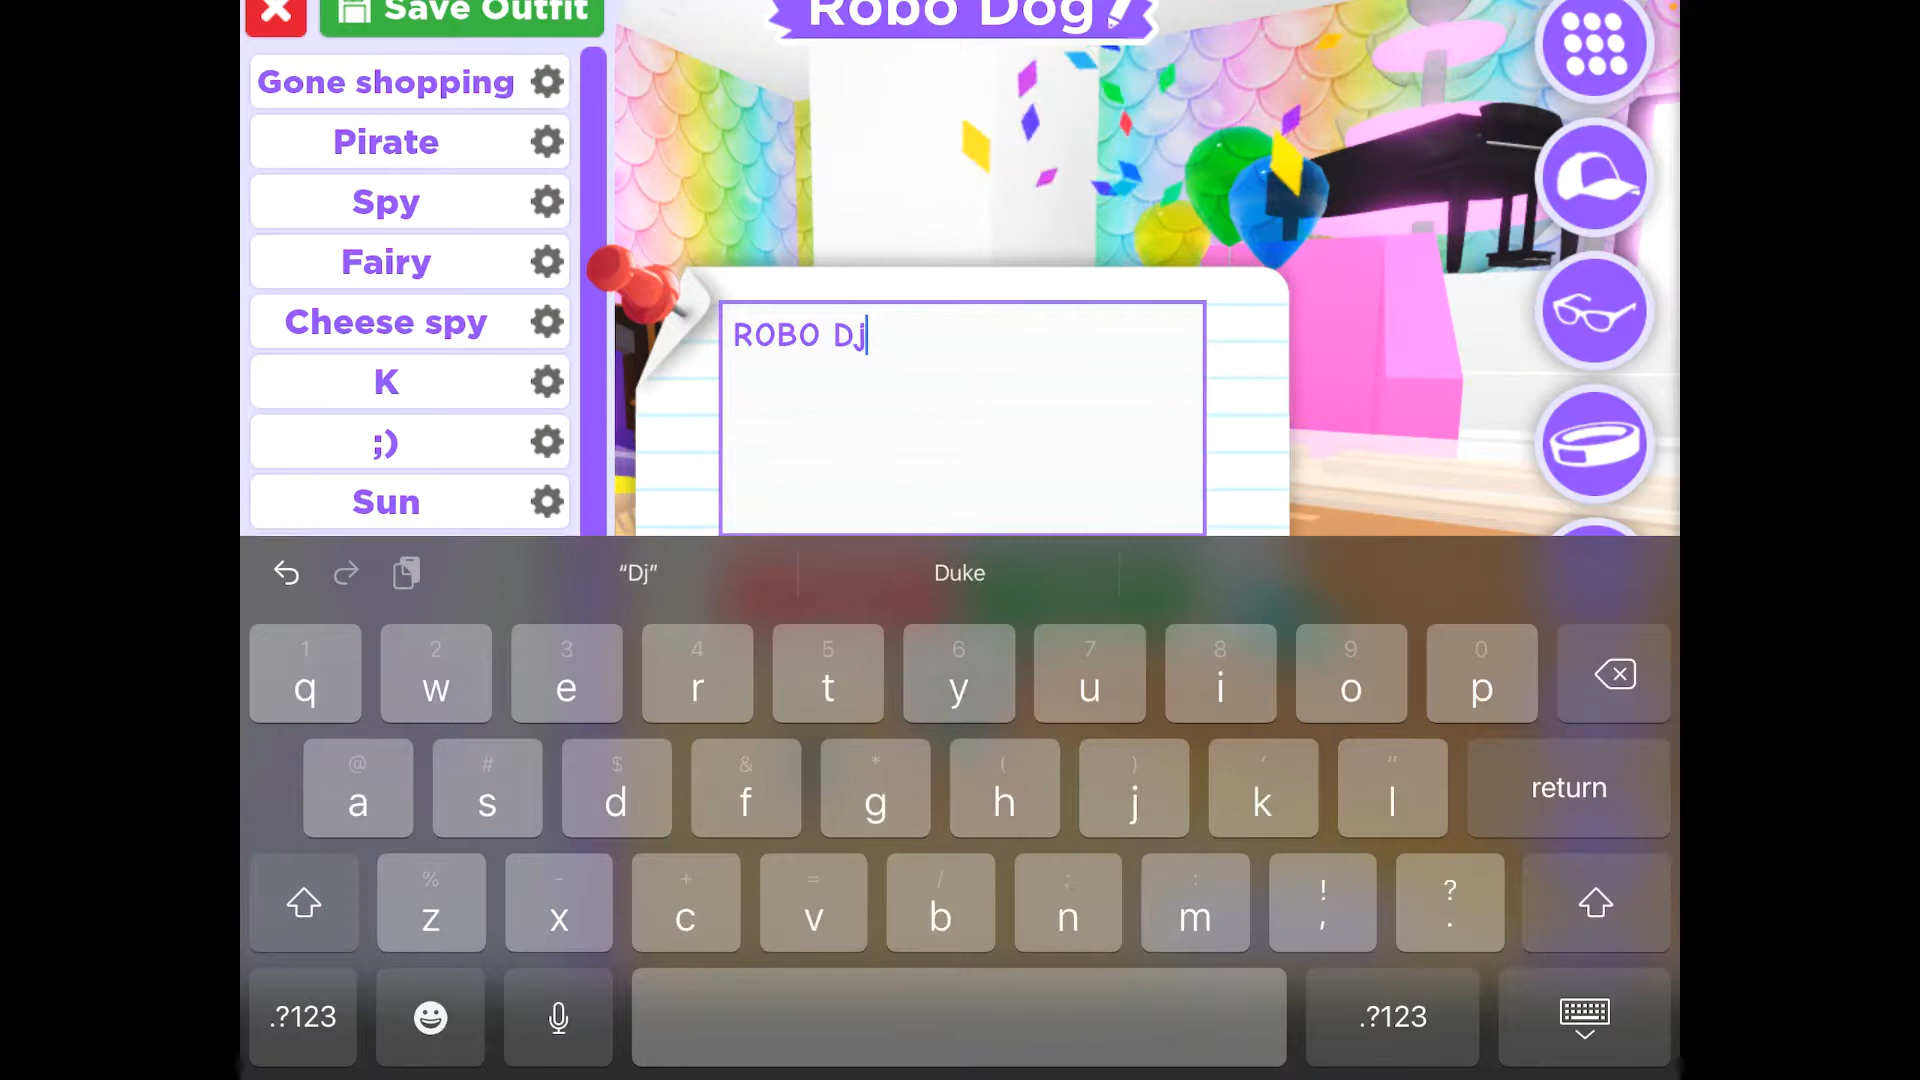 Save Outfit
Robo Dog
Gone shopping
Pirate
Spy
Fairy
Cheese spy
K
;)
Sun
ROBO Dj
“Dj” Duke
1 2 3 4 5 6 7 8 9 0
q w e r t y u i o p
@ # $ & * ( ) ' "
a s d f g h j k l return
% - + = / ; : ! ?
z x c v b n m , .
.?123 .?123